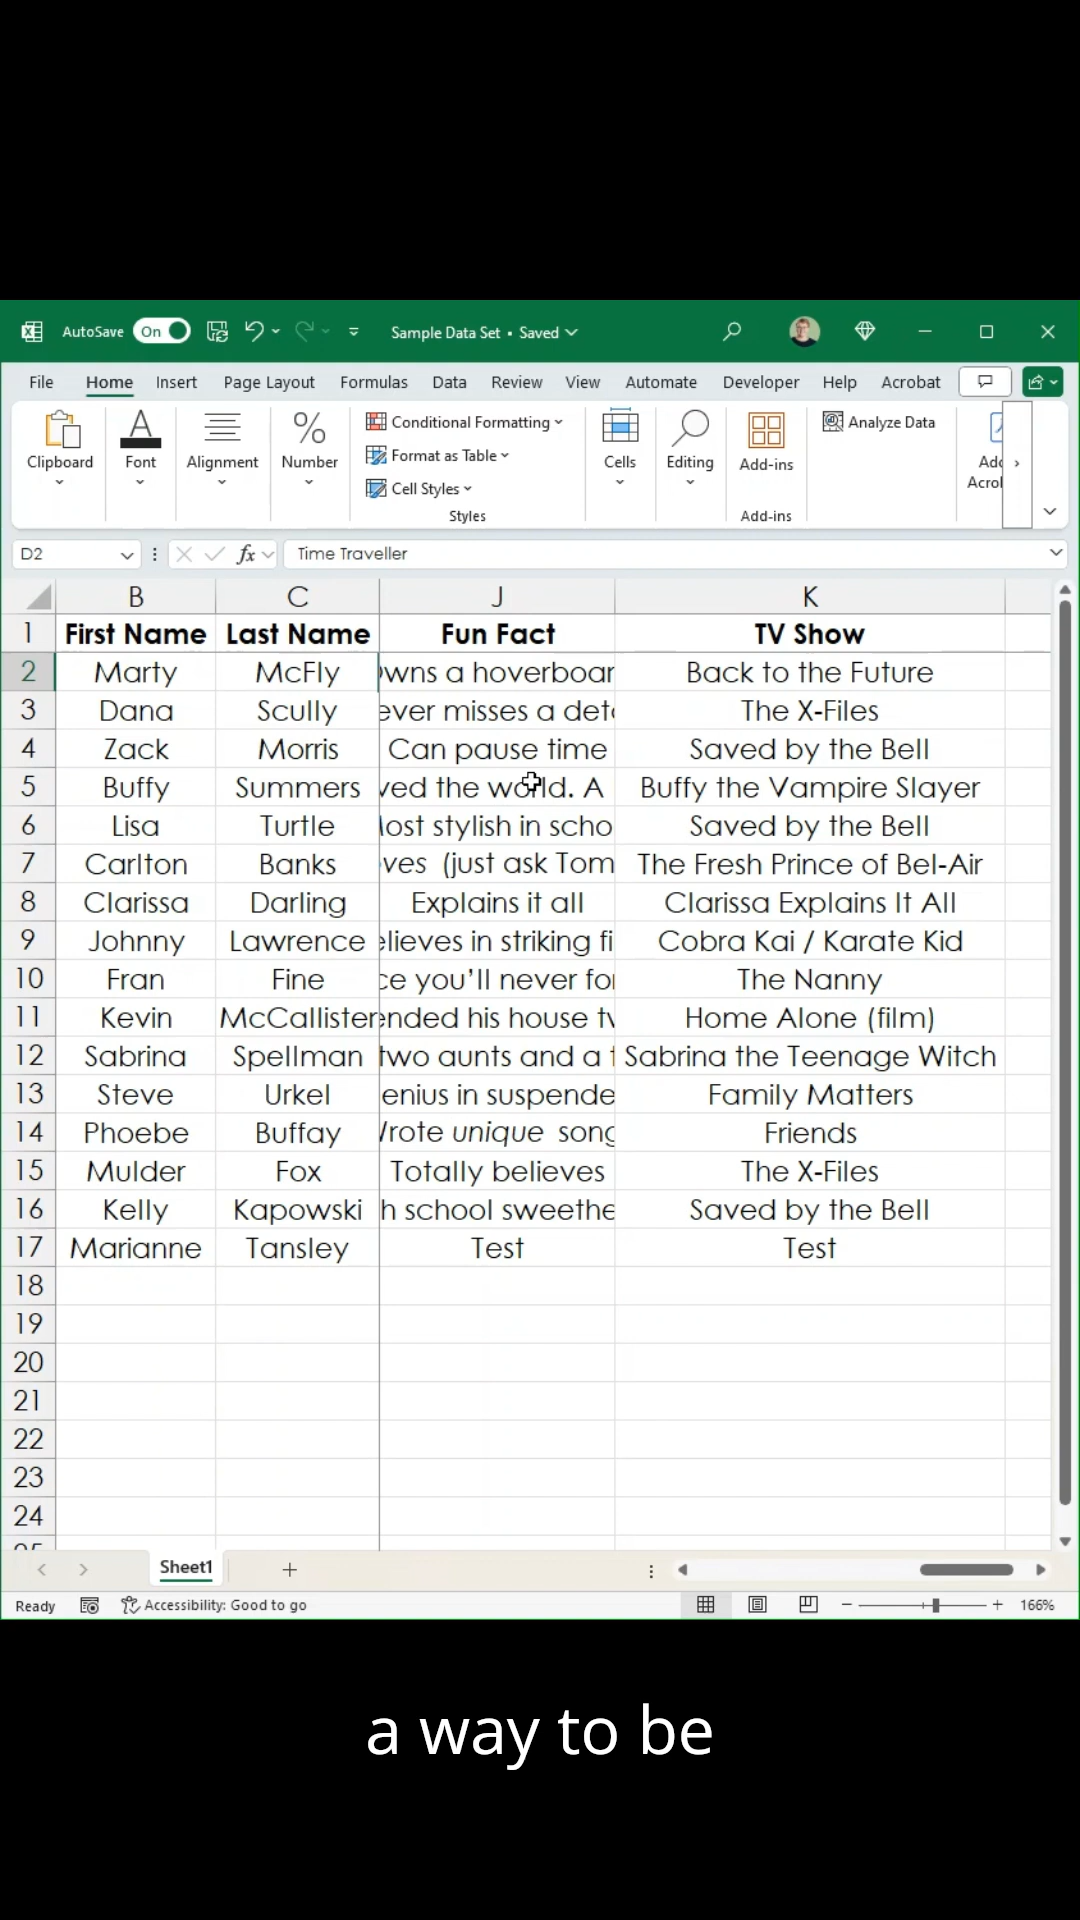 AutoSave On Sample Data Set • Saved
File Home Insert Page Layout Formulas Data Review View Automate Developer Help Acrobat
Clipboard Font Alignment Number Conditional Formatting Format as Table Cell Styles Styles Cells Editing Add-ins Add-ins Analyze Data
D2 fx Time Traveller
B C J K
1 First Name Last Name Fun Fact TV Show
2 Marty McFly wns a hoverboar Back to the Future
3 Dana Scully ever misses a det The X-Files
4 Zack Morris Can pause time Saved by the Bell
5 Buffy Summers ved the world. A Buffy the Vampire Slayer
6 Lisa Turtle ost stylish in scho Saved by the Bell
7 Carlton Banks ves (just ask Tom The Fresh Prince of Bel-Air
8 Clarissa Darling Explains it all Clarissa Explains It All
9 Johnny Lawrence elieves in striking fi Cobra Kai / Karate Kid
10 Fran Fine ce you’ll never for The Nanny
11 Kevin McCallister ended his house tw Home Alone (film)
12 Sabrina Spellman two aunts and a t Sabrina the Teenage Witch
13 Steve Urkel enius in suspende Family Matters
14 Phoebe Buffay rote unique song Friends
15 Mulder Fox Totally believes The X-Files
16 Kelly Kapowski h school sweethe Saved by the Bell
17 Marianne Tansley Test Test
18
19
20
21
22
23
24
Sheet1
Ready Accessibility: Good to go 166%
a way to be